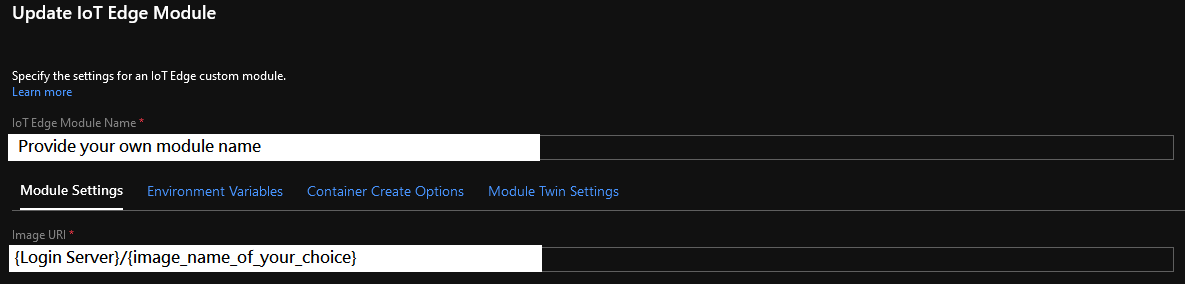 Update IoT Edge Module
Specify the settings for an IoT Edge custom module.
Learn more
IoT Edge Module Name *
Provide your own module name
Module Settings Environment Variables Container Create Options Module Twin Settings
Image URI *
{Login Server}/{image_name_of_your_choice}